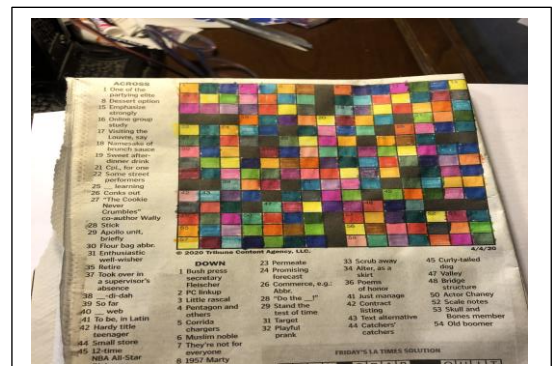 ACROSS
1 One of the
partying elite
8 Dessert option
15 Emphasize
strongly
16 Online group
study
17 Visiting the
Louvre, say
18 Namesake of
brunch sauce
19 Sweet after-
dinner drink
21 Cpl., for one
22 Some street
performers
25 __ learning
26 Conks out
27 "The Cookie
Never
Crumbles"
co-author Wally
28 Stick
29 Apollo unit,
briefly
30 Flour bag abbr.
31 Enthusiastic
well-wisher
35 Retire
37 Took over in
a supervisor's
absence
38 __-di-dah
39 So far
40 __ web
41 To be, in Latin
42 Hardy title
teenager
44 Small store
45 12-time
NBA All-Star
© 2020 Tribune Content Agency, LLC.
4/4/20
DOWN
1 Bush press
secretary
Fleischer
2 PC linkup
3 Little rascal
4 Pentagon and
others
5 Corrida
chargers
6 Muslim noble
7 They're not for
everyone
8 1957 Marty
23 Permeate
24 Promising
forecast
26 Commerce, e.g.:
Abbr.
28 "Do the __!"
29 Stand the
test of time
31 Target
32 Playful
prank
33 Scrub away
34 Alter, as a
skirt
36 Poems
of honor
41 Just manage
42 Contract
listing
43 Text alternative
44 Catchers'
catchers
45 Curly-tailed
dog
47 Valley
48 Bridge
structure
50 Actor Chaney
52 Scale notes
53 Skull and
Bones member
54 Old boomer
FRIDAY'S LA TIMES SOLUTION